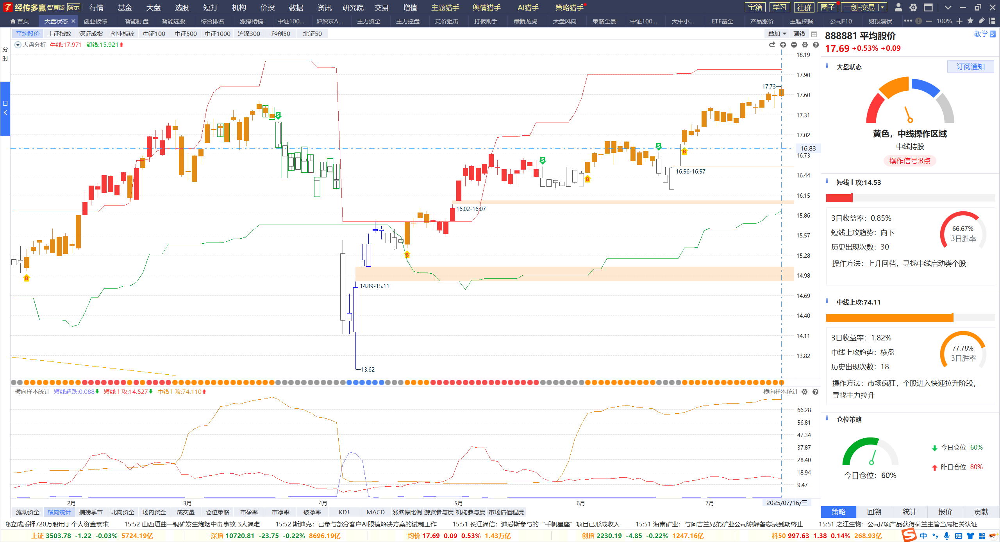 经传多赢 智尊版 演示 行情 基金 大盘 选股 短打 机构 价投 数据 资讯 研究院 交易 增值 主题猎手 舆情猎手 AI猎手 策略猎手 宝箱 学习 社群 圈子 一创-交易
首页 大盘状态 创业板综 智能盯盘 智能选股 综合排名 涨停棱镜 中证100... 沪深京A... 主力资金 主力控盘 竞价狙击 打板助手 最新龙虎 大盘风向 策略全景 中证100... 大中小... ETF基金 产品涨价 主题挖掘 公司F10 财报潜伏 100%
平均股价 上证指数 深证成指 创业板综 中证100 中证500 中证1000 沪深300 科创50 北证50 叠加 画线
大盘分析 牛线:17.971 熊线:15.921
分时
日K
18.19
17.90
17.60
17.31
17.02
16.83
16.73
16.44
16.15
15.86
15.57
15.28
14.98
14.69
14.40
14.11
13.82
17.73
S
S
S
B
B
B
B
16.56-16.57
16.02-16.07
14.89-15.11
13.62
横向样本统计 短线超跌:0.088 短线上攻:14.527 中线上攻:74.110 横向样本统计
66.28
56.81
47.34
37.87
28.40
18.94
9.47
2月 3月 4月 5月 6月 7月 2025/07/16/三
流动资金 横向统计 捕捞季节 北向资金 场内资金 成交量 仓位策略 市盈率 市净率 破净率 KDJ MACD 涨跌停比例 游资参与度 机构参与度 市场估值程度
888881 平均股价 教学
17.69 +0.53% +0.09
大盘状态 订阅通知
黄色，中线操作区域
中线持股
操作信号:B点
短线上攻:14.53
3日收益率：0.85%
短线上攻趋势：向下
历史出现次数：30
66.67%
3日胜率
操作方法：上升回档，寻找中线启动类个股
中线上攻:74.11
3日收益率：1.82%
中线上攻趋势：横盘
历史出现次数：18
77.78%
3日胜率
操作方法：市场疯狂，个股进入快速拉升阶段，
寻找主力拉升
仓位策略
今日仓位 60%
昨日仓位 80%
今日仓位：60%
策略 回溯 统计 报价 贡献
立成质押720万股用于个人资金需求 15:52 山西垣曲一铜矿发生炮烟中毒事故 3人遇难 15:52 斯迪克：已参与部分客户AI眼镜解决方案的试制工作 15:51 长江通信：迪爱斯参与的“千帆星座”项目已形成收入 15:51 海南矿业：与阿吉兰兄弟矿业公司谅解备忘录到期终止 15:51 之江生物：公司7项产品获得荷兰主管当局相关认证
上证 3503.78 -1.22 -0.03% 5724.19亿 深指 10720.81 -23.75 -0.22% 8696.19亿 均价 17.69 0.09 0.53% 1.43万亿 创指 2230.19 -4.85 -0.22% 1247.16亿 科50 997.63 1.38 0.14% 268.93亿 中